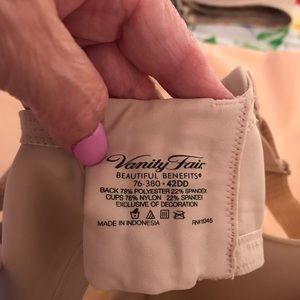 Vanity Fair
BEAUTIFUL BENEFITS®
76-380 • 42DD
BACK 78% POLYESTER 22% SPANDEX
CUPS 78% NYLON 22% SPANDEX
EXCLUSIVE OF DECORATION
MADE IN INDONESIA RNF1945